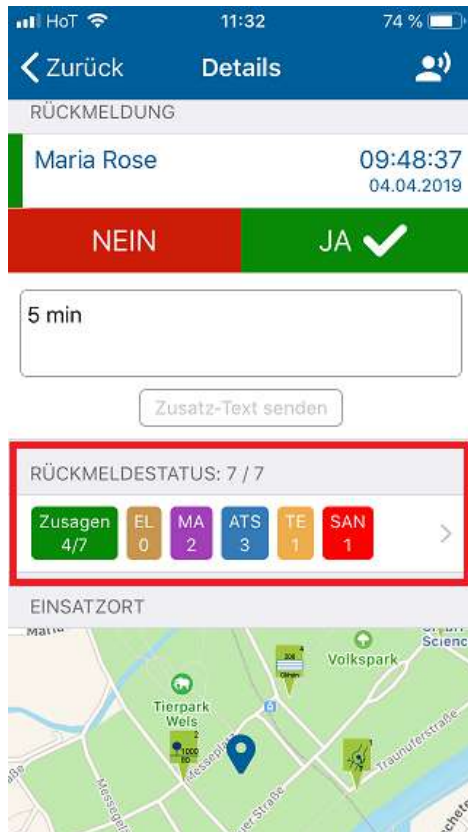 HoT 11:32 74 %
Zurück Details
RÜCKMELDUNG
Maria Rose 09:48:37
04.04.2019
NEIN JA
5 min
Zusatz-Text senden
RÜCKMELDESTATUS: 7 / 7
Zusagen EL MA ATS TE SAN
4/7 0 2 3 1 1
EINSATZORT
Volkspark
Tierpark
Wels
Messeplatz
Traunuferstraße